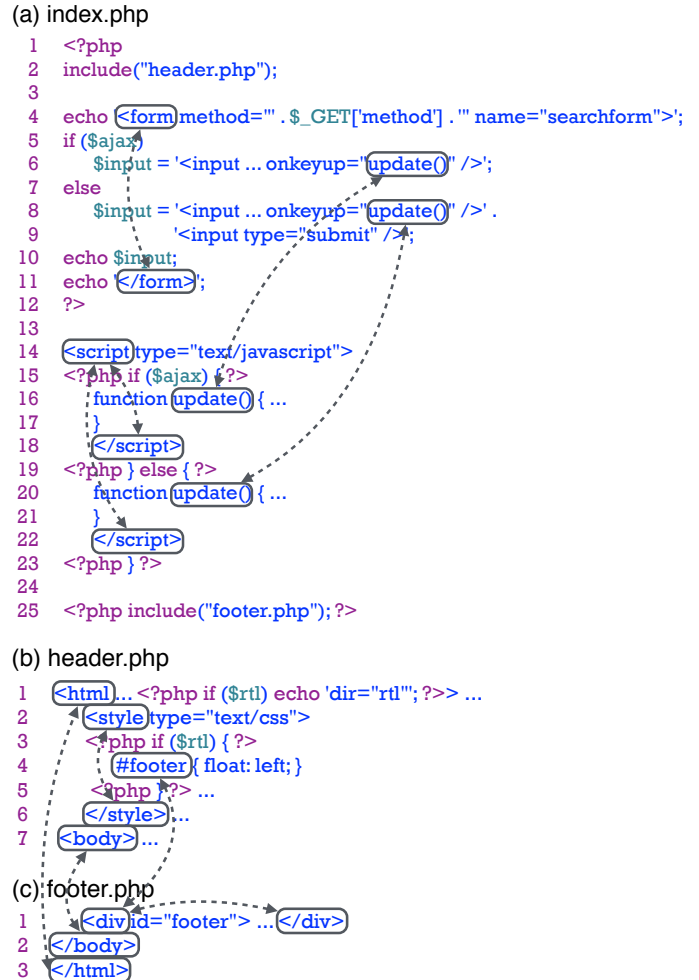 (a) index.php
1 <?php
2 include("header.php");
3
4 echo '<form method="' . $_GET['method'] . '" name="searchform">';
5 if ($ajax)
6 $input = '<input ... onkeyup="update()" />';
7 else
8 $input = '<input ... onkeyup="update()" />' .
9 '<input type="submit" />';
10 echo $input;
11 echo '</form>';
12 ?>
13
14 <script type="text/javascript">
15 <?php if ($ajax) { ?>
16 function update() { ...
17 }
18 </script>
19 <?php } else { ?>
20 function update() { ...
21 }
22 </script>
23 <?php } ?>
24
25 <?php include("footer.php"); ?>
(b) header.php
1 <html ... <?php if ($rtl) echo 'dir="rtl"'; ?>> ...
2 <style type="text/css">
3 <?php if ($rtl) { ?>
4 #footer { float: left; }
5 <?php } ?> ...
6 </style> ...
7 <body> ...
(c) footer.php
1 <div id="footer"> ... </div>
2 </body>
3 </html>